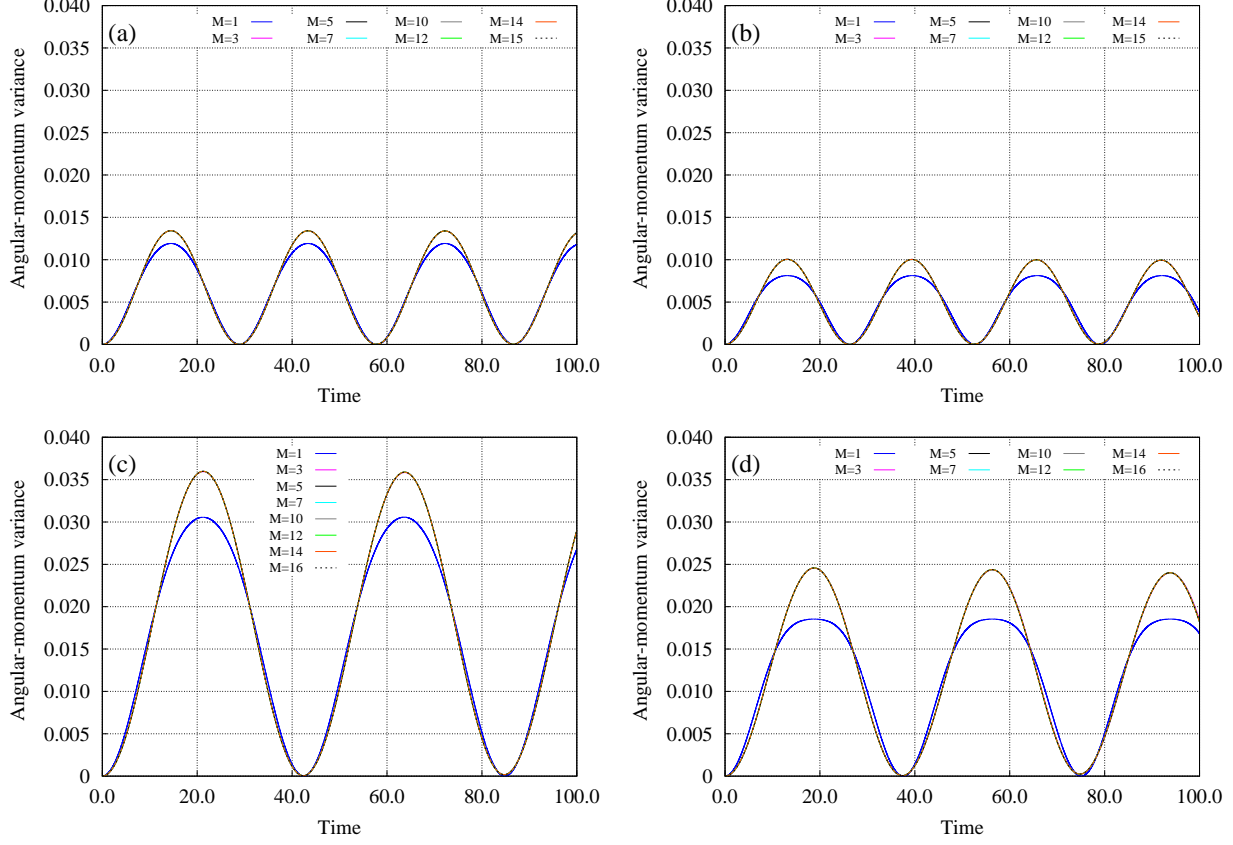 (a)
M=1 M=5 M=10 M=14
M=3 M=7 M=12 M=15
0.040
0.035
0.030
0.025
0.020
0.015
0.010
0.005
0
Angular-momentum variance
0.0 20.0 40.0 60.0 80.0 100.0
Time
(b)
M=1 M=5 M=10 M=14
M=3 M=7 M=12 M=15
0.040
0.035
0.030
0.025
0.020
0.015
0.010
0.005
0
Angular-momentum variance
0.0 20.0 40.0 60.0 80.0 100.0
Time
(c)
M=1
M=3
M=5
M=7
M=10
M=12
M=14
M=16
0.040
0.035
0.030
0.025
0.020
0.015
0.010
0.005
0
Angular-momentum variance
0.0 20.0 40.0 60.0 80.0 100.0
Time
(d)
M=1 M=5 M=10 M=14
M=3 M=7 M=12 M=16
0.040
0.035
0.030
0.025
0.020
0.015
0.010
0.005
0
Angular-momentum variance
0.0 20.0 40.0 60.0 80.0 100.0
Time